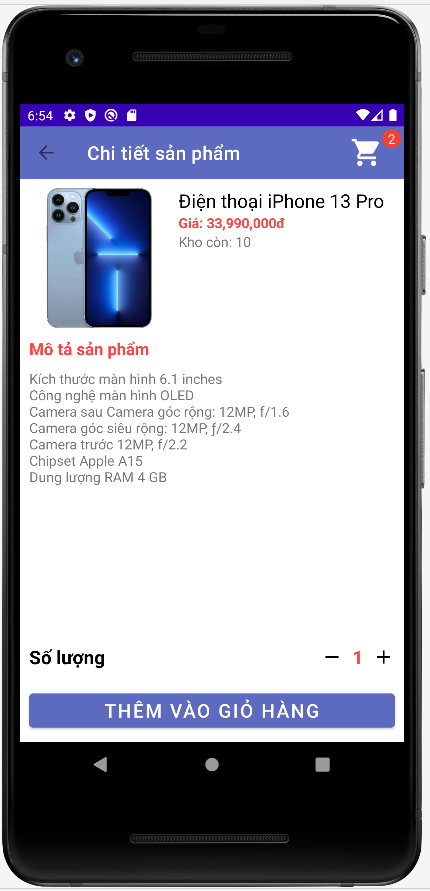 6:54
Chi tiết sản phẩm
2
Điện thoại iPhone 13 Pro
Giá: 33,990,000đ
Kho còn: 10
Mô tả sản phẩm
Kích thước màn hình 6.1 inches
Công nghệ màn hình OLED
Camera sau Camera góc rộng: 12MP, f/1.6
Camera góc siêu rộng: 12MP, ƒ/2.4
Camera trước 12MP, f/2.2
Chipset Apple A15
Dung lượng RAM 4 GB
Số lượng
1
THÊM VÀO GIỎ HÀNG